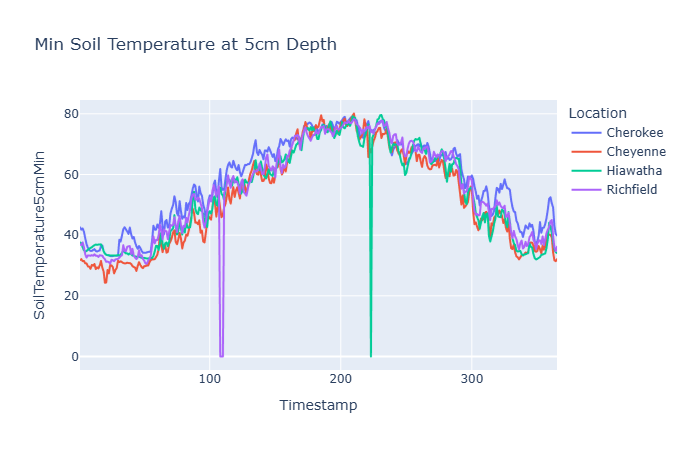 Min Soil Temperature at 5cm Depth
Location
Cherokee
Cheyenne
Hiawatha
Richfield
SoilTemperature5cmMin
80
60
40
20
0
100
200
300
Timestamp